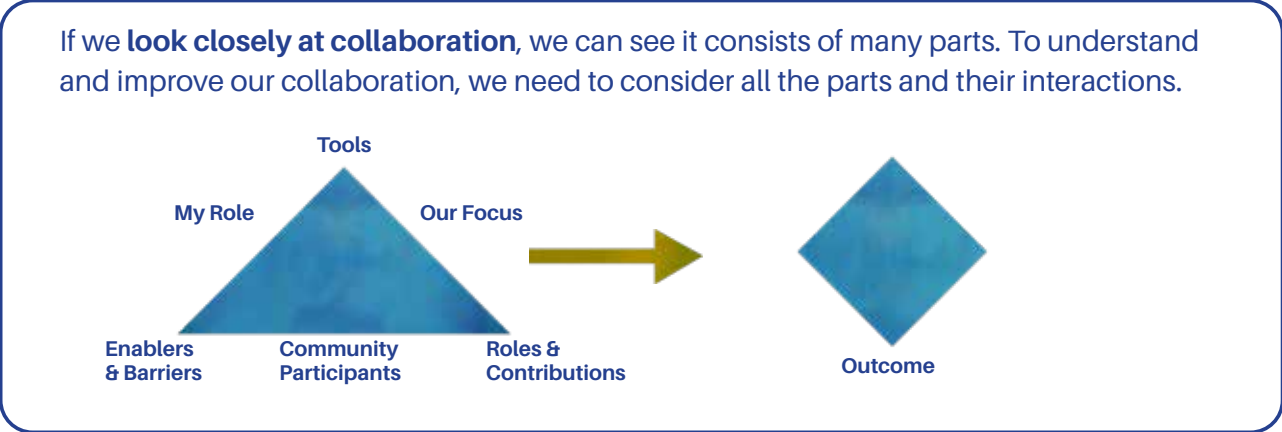 If we look closely at collaboration, we can see it consists of many parts. To understand
and improve our collaboration, we need to consider all the parts and their interactions.
Tools
My Role
Our Focus
Enablers
& Barriers
Community
Participants
Roles &
Contributions
Outcome